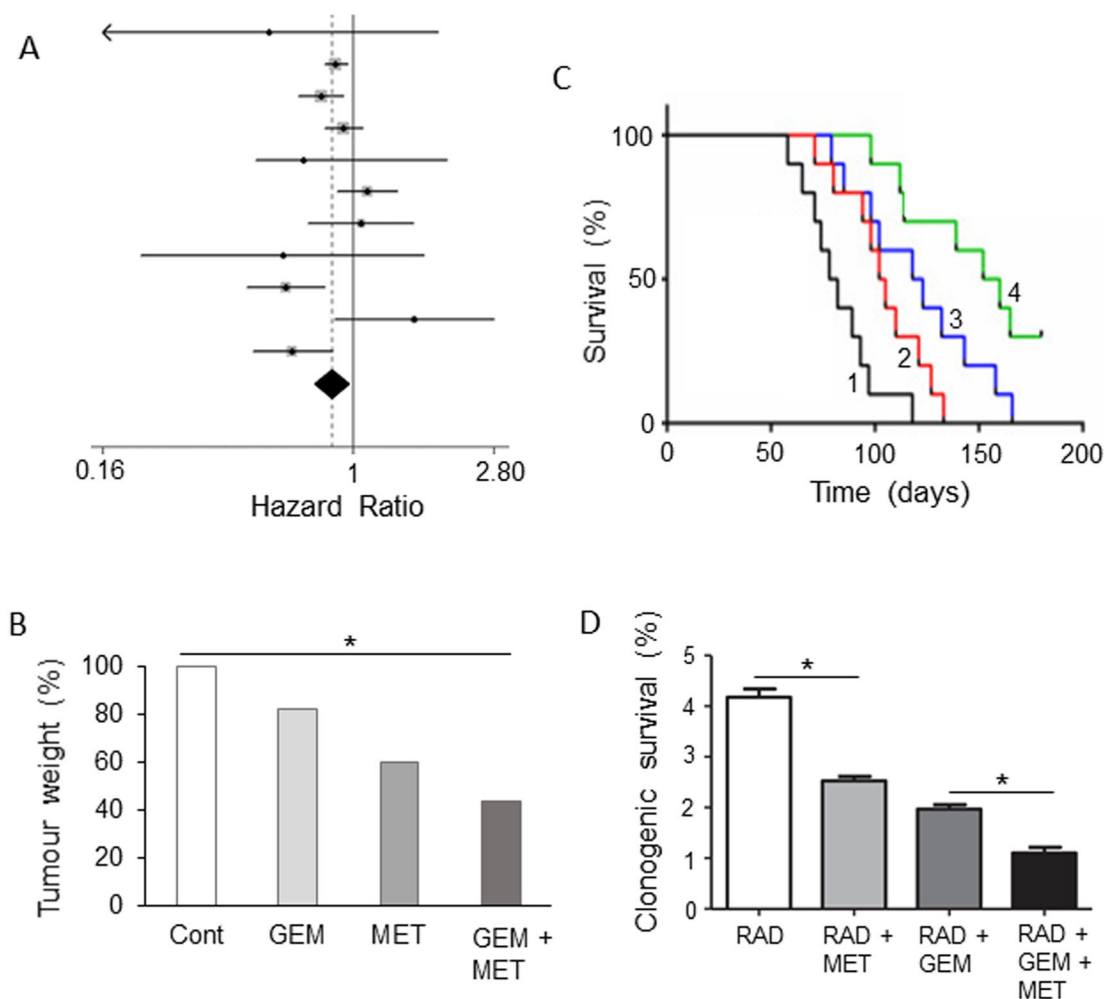 A
0.16 1 2.80
Hazard Ratio
B
Tumour weight (%)
100
80
60
40
20
0
*
Cont GEM MET GEM +
MET
C
Survival (%)
100
50
0
1
2
3
4
0 50 100 150 200
Time (days)
D
Clonogenic survival (%)
5
4
3
2
1
0
*
*
RAD RAD + RAD + RAD +
MET GEM GEM +
MET